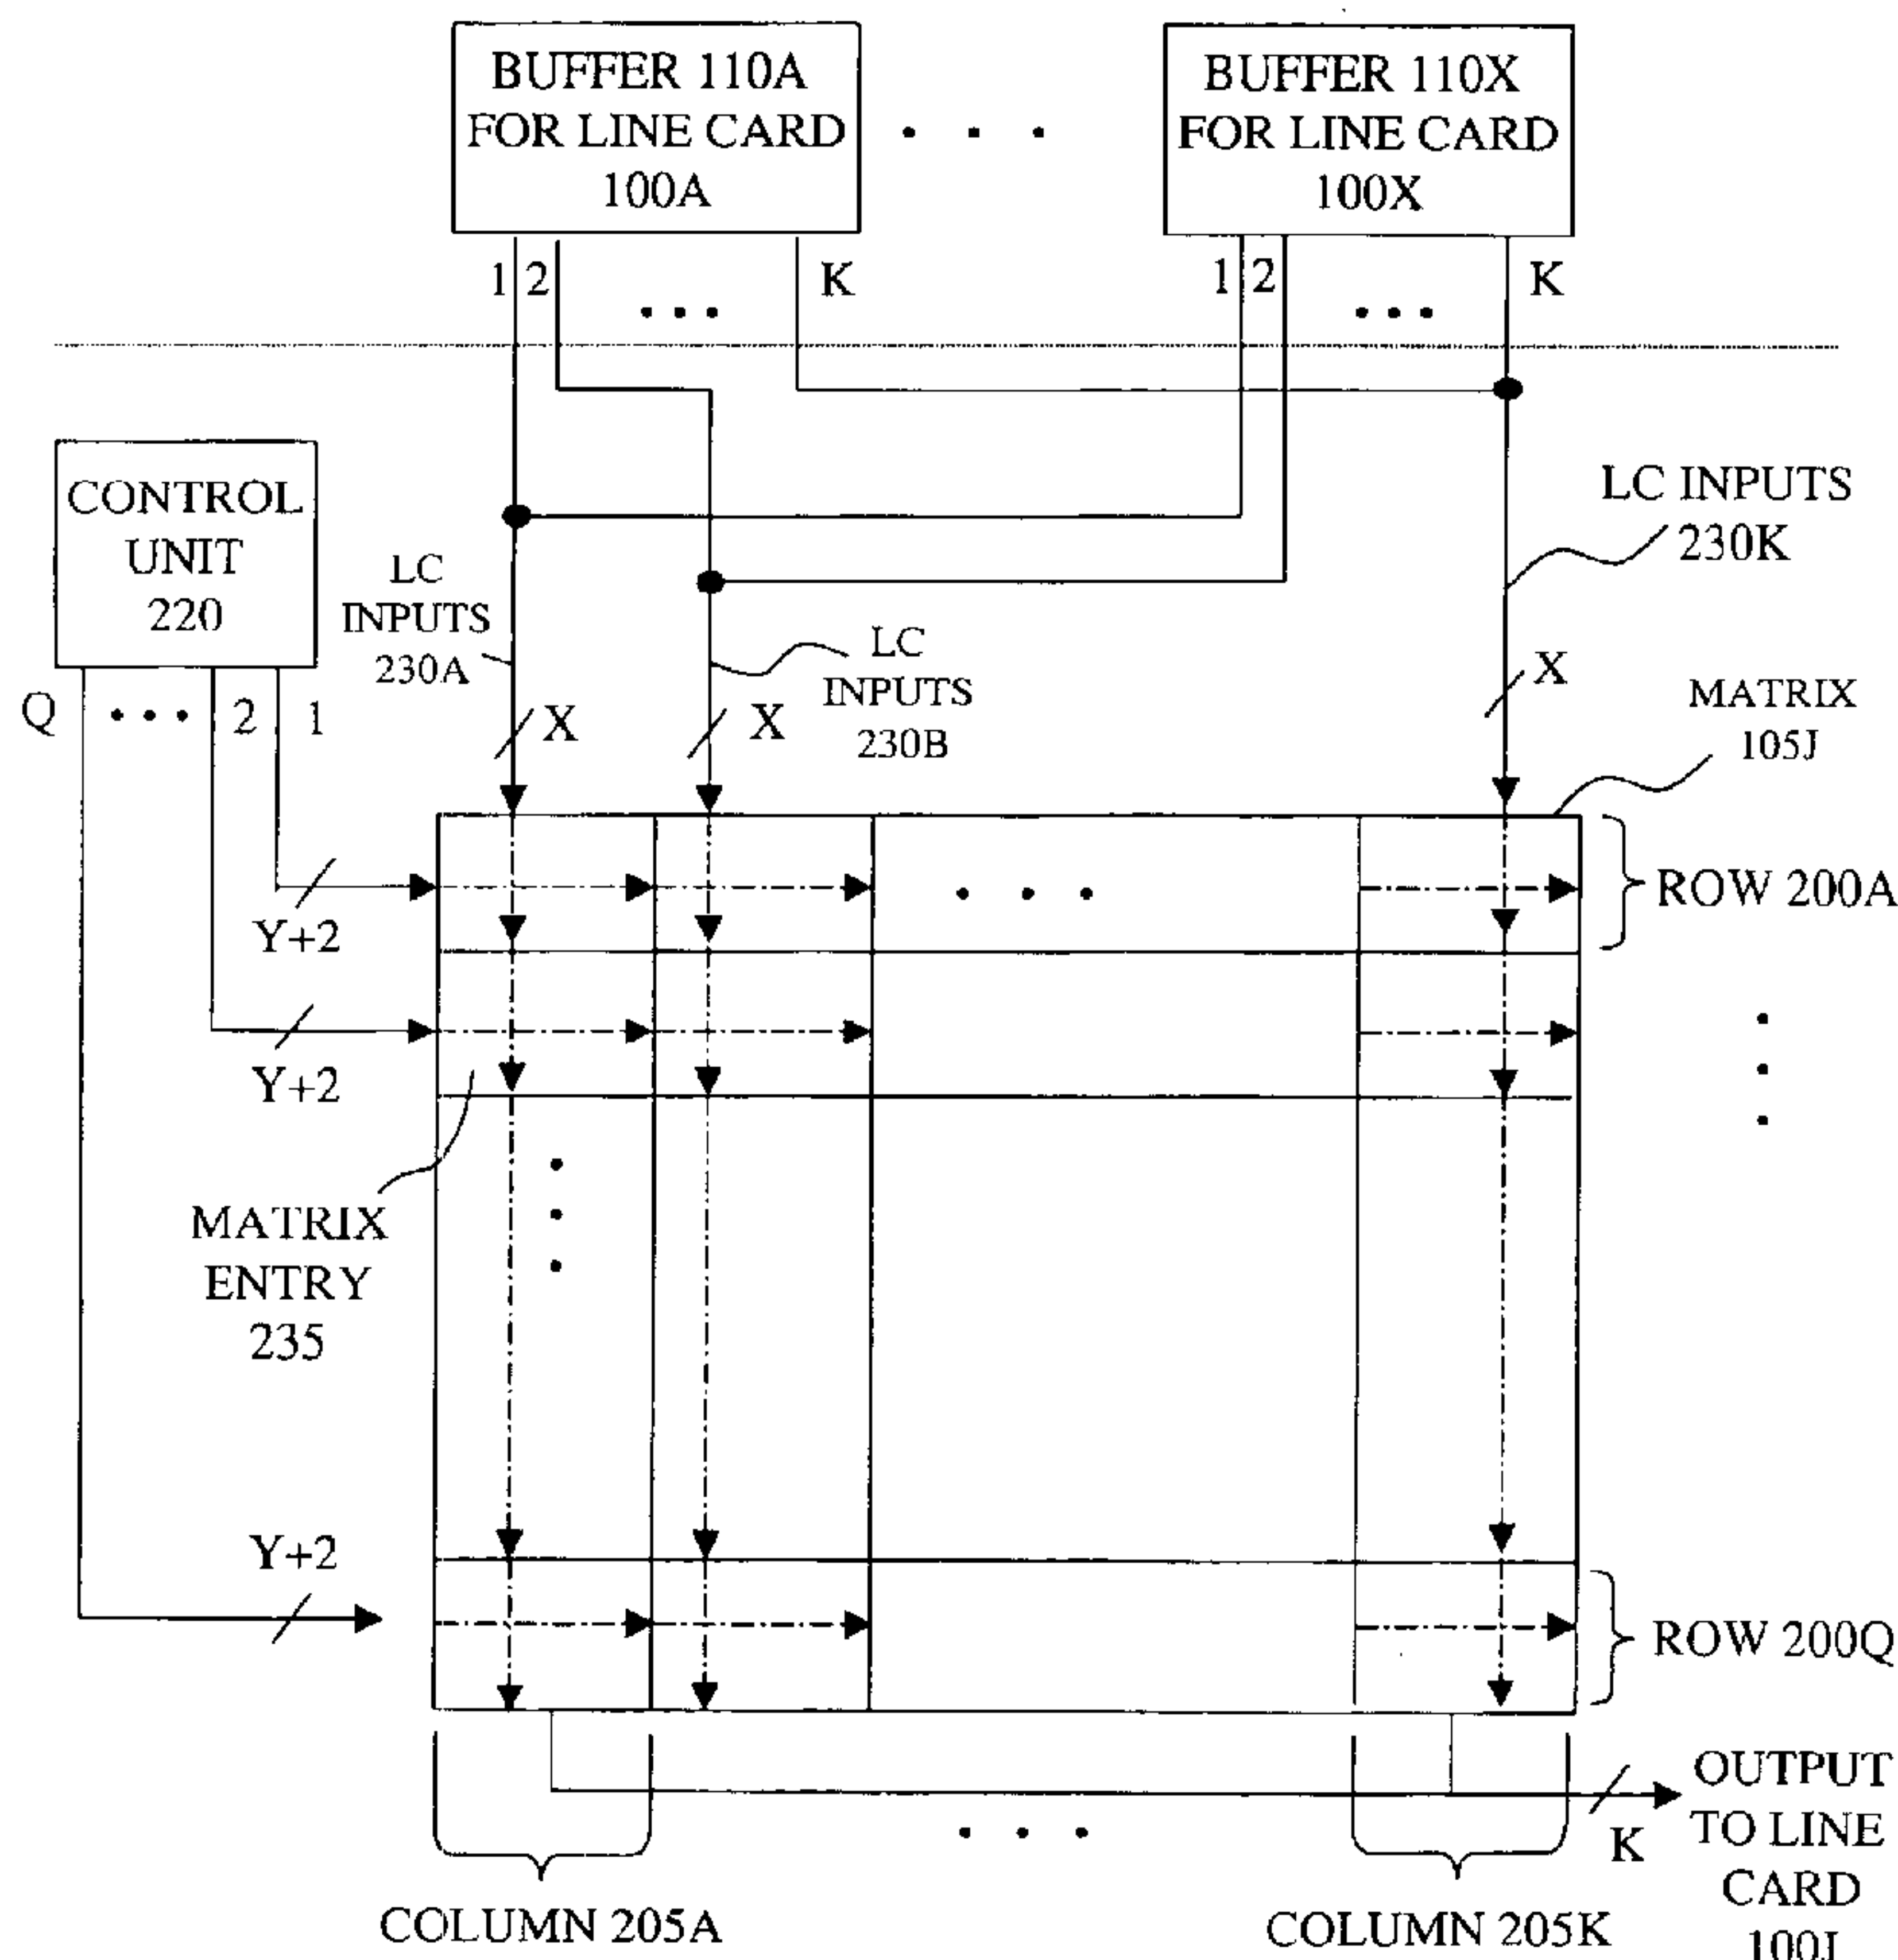 BUFFER 110A
FOR LINE CARD
100A
BUFFER 110X
FOR LINE CARD
100X
1 2 K
1 2 K
CONTROL
UNIT
220
Q 2 1
LC
INPUTS
230A
LC
INPUTS
230B
LC INPUTS
230K
X
X
X
MATRIX
105J
Y+2
ROW 200A
Y+2
MATRIX
ENTRY
235
Y+2
ROW 200Q
K
OUTPUT
TO LINE
CARD
100J
COLUMN 205A
COLUMN 205K